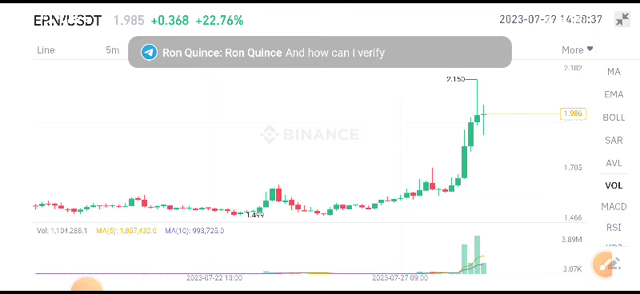 ERN/USDT 1.985 +0.368 +22.76% 2023-07-29 14:28:37
Line 5m More
Ron Quince: Ron Quince And how can I verify
2.182
MA
2.150
EMA
1.986
BOLL
BINANCE
SAR
1.705
AVL
VOL
1.466
MACD
Vol: 1,104,288.1 MA(5): 1,857,432.0 MA(10): 993,725.0
RSI
3.89M
3.07K
2023-07-22 13:00 2023-07-27 09:00